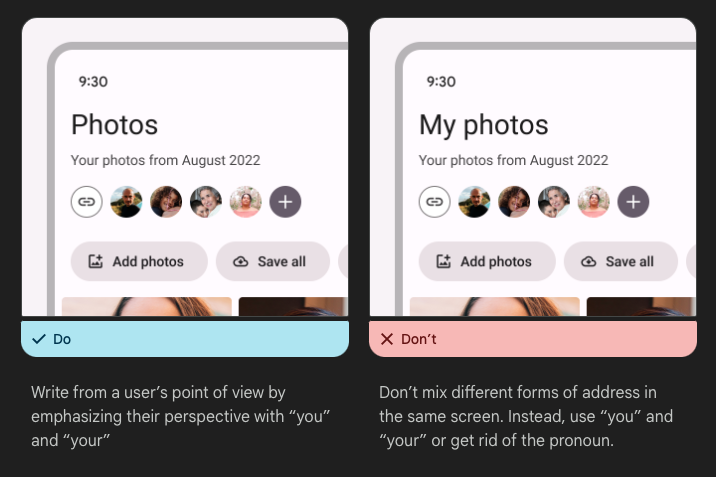 9:30
Photos
Your photos from August 2022
Add photos
Save all
Do
Write from a user’s point of view by
emphasizing their perspective with “you”
and “your”
9:30
My photos
Your photos from August 2022
Add photos
Save all
Don’t
Don’t mix different forms of address in
the same screen. Instead, use “you” and
“your” or get rid of the pronoun.